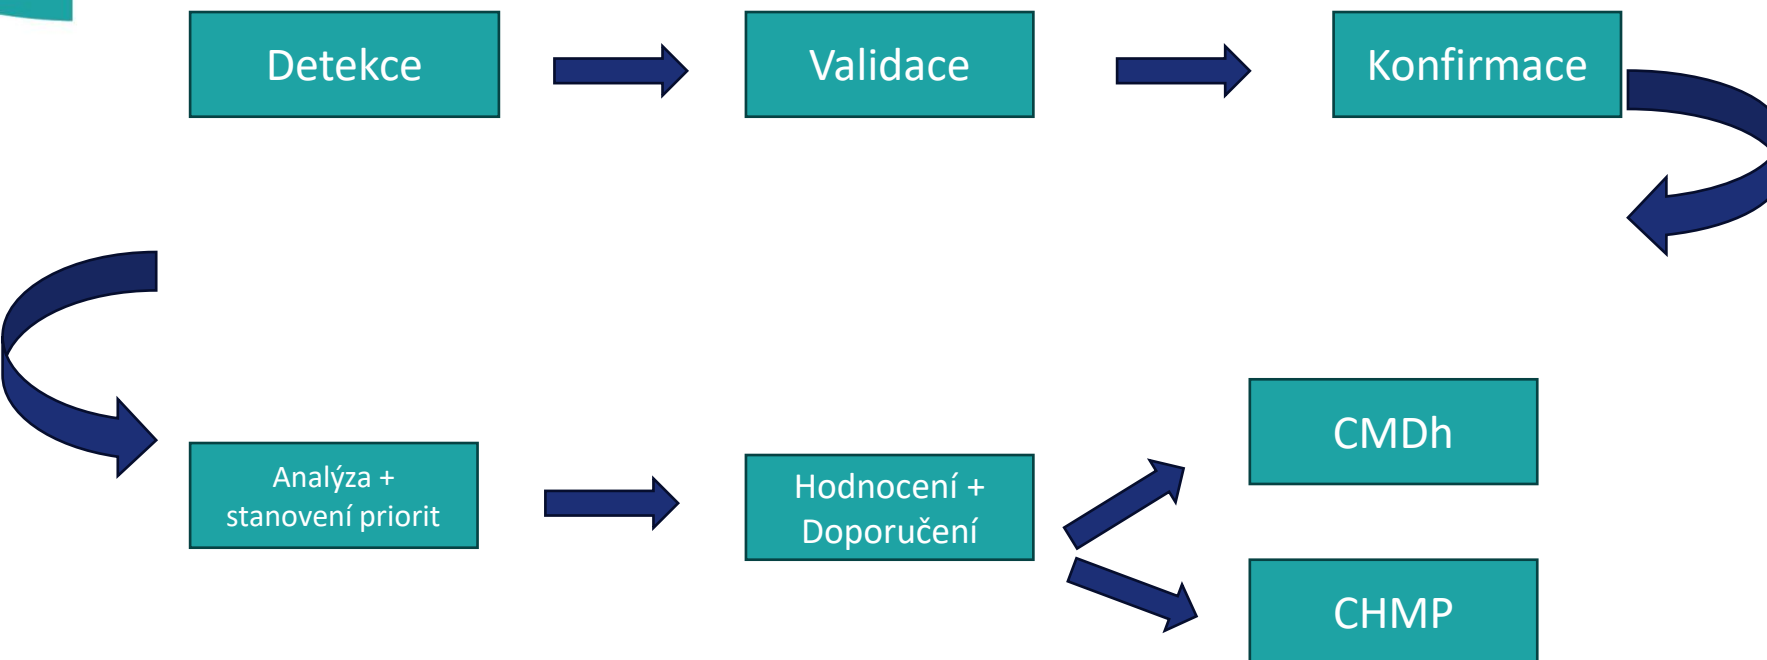 Detekce
Validace
Konfirmace
Analýza +
stanovení priorit
Hodnocení +
Doporučení
CMDh
CHMP